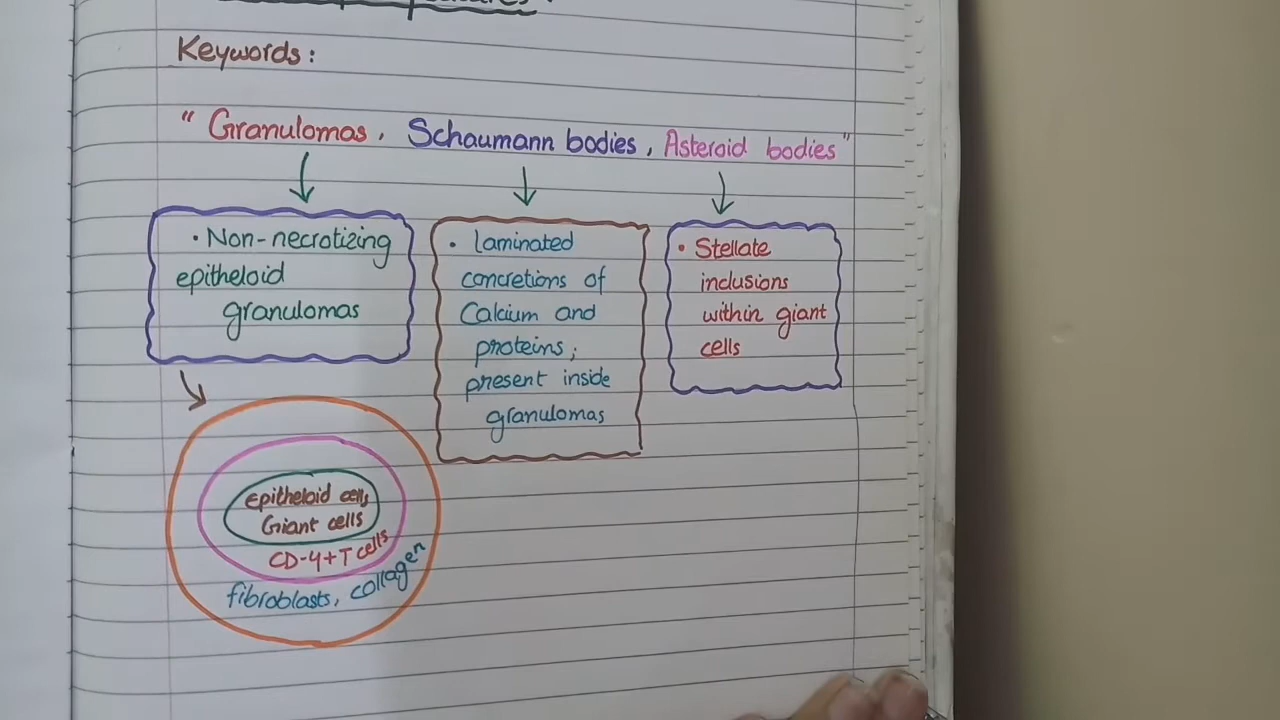 Keywords:
" Granulomas, Schaumann bodies, Asteroid bodies"
• Non-necrotizing
epitheloid
granulomas
• laminated
concretions of
Calcium and
proteins;
present inside
granulomas
• Stellate
inclusions
within giant
cells
epitheloid cells
Giant cells
CD-4+T cells
fibroblasts, collagen